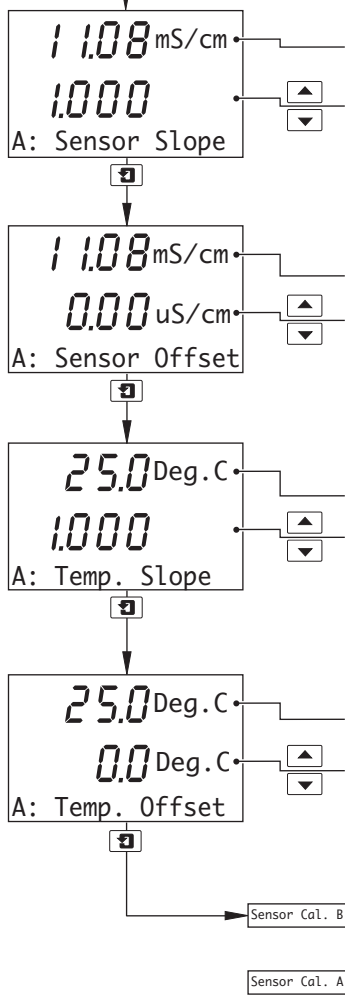 11.08 mS/cm
1.000
A: Sensor Slope
11.08 mS/cm
0.00 uS/cm
A: Sensor Offset
25.0 Deg.C
1.000
A: Temp. Slope
25.0 Deg.C
0.0 Deg.C
A: Temp. Offset
Sensor Cal. B
Sensor Cal. A